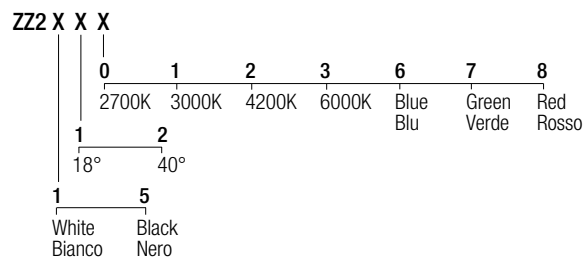 ZZ2 X X X
0 1 2 3 6 7 8
2700K 3000K 4200K 6000K Blue Green Red
Blu Verde Rosso
1 2
18° 40°
1 5
White Black
Bianco Nero